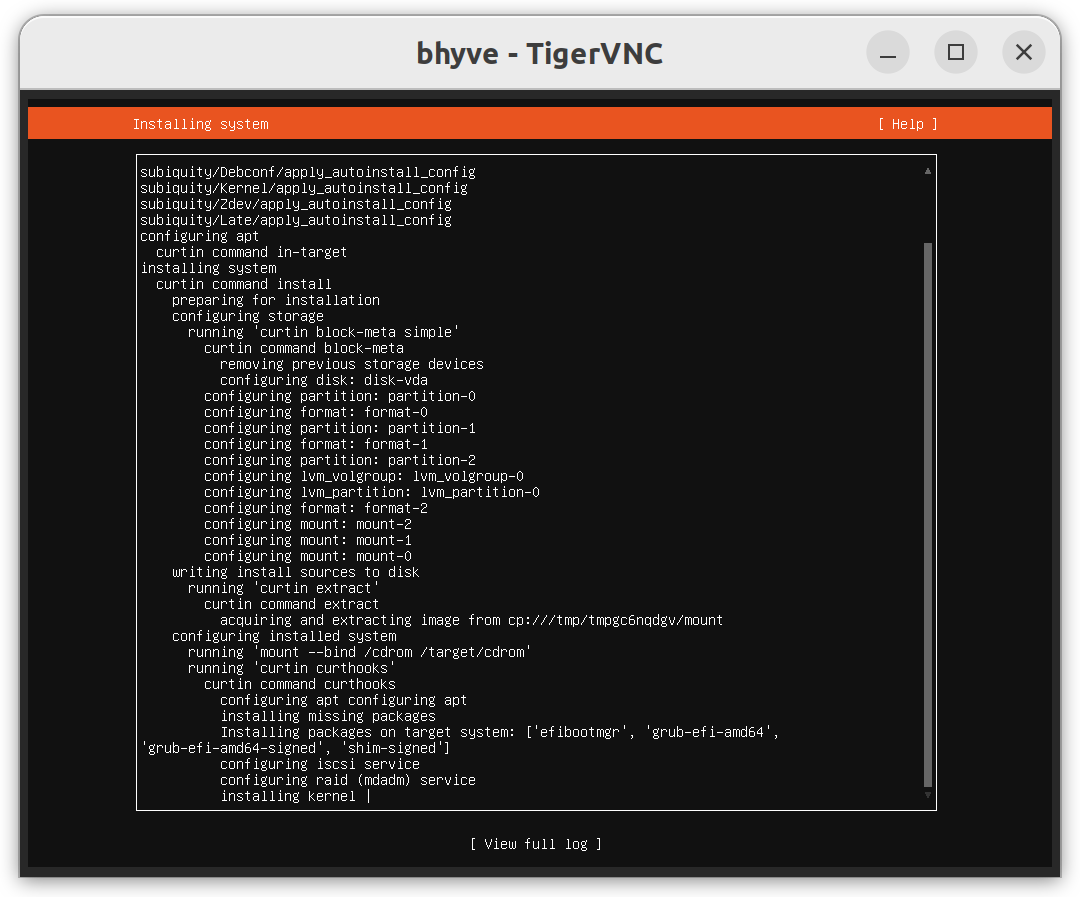 bhyve - TigerVNC
Installing system [ Help ]
subiquity/Debconf/apply_autoinstall_config
subiquity/Kernel/apply_autoinstall_config
subiquity/Zdev/apply_autoinstall_config
subiquity/Late/apply_autoinstall_config
configuring apt
curtin command in-target
installing system
curtin command install
preparing for installation
configuring storage
running 'curtin block-meta simple'
curtin command block-meta
removing previous storage devices
configuring disk: disk-vda
configuring partition: partition-0
configuring format: format-0
configuring partition: partition-1
configuring format: format-1
configuring partition: partition-2
configuring lvm_volgroup: lvm_volgroup-0
configuring lvm_partition: lvm_partition-0
configuring format: format-2
configuring mount: mount-2
configuring mount: mount-1
configuring mount: mount-0
writing install sources to disk
running 'curtin extract'
curtin command extract
acquiring and extracting image from cp:///tmp/tmpgc6nqdgv/mount
configuring installed system
running 'mount --bind /cdrom /target/cdrom'
running 'curtin curthooks'
curtin command curthooks
configuring apt configuring apt
installing missing packages
Installing packages on target system: ['efibootmgr', 'grub-efi-amd64',
'grub-efi-amd64-signed', 'shim-signed']
configuring iscsi service
configuring raid (mdadm) service
installing kernel |
[ View full log ]